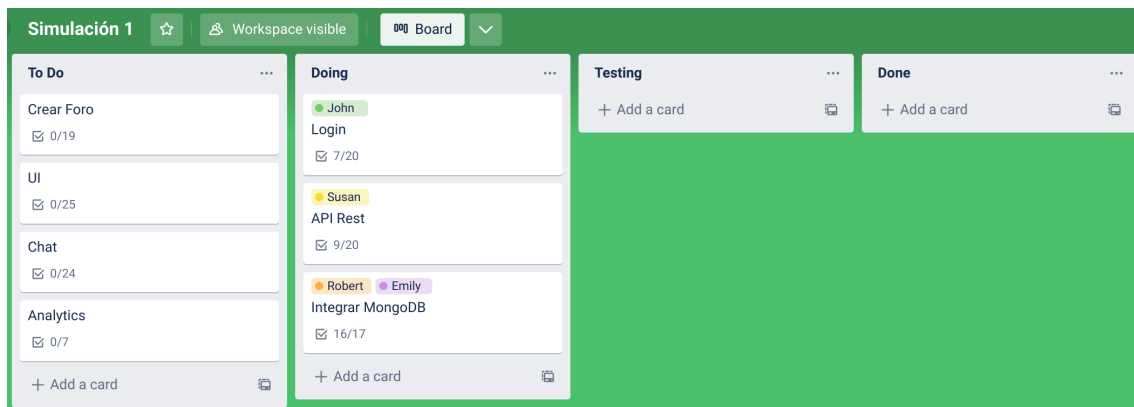 Simulación 1
Workspace visible
Board
To Do
Crear Foro
0/19
UI
0/25
Chat
0/24
Analytics
0/7
+ Add a card
Doing
John
Login
7/20
Susan
API Rest
9/20
Robert Emily
Integrar MongoDB
16/17
+ Add a card
Testing
+ Add a card
Done
+ Add a card